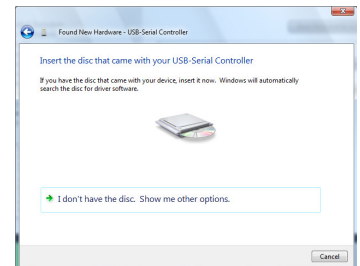 Found New Hardware - USB-Serial Controller
Insert the disc that came with your USB-Serial Controller
If you have the disc that came with your device, insert it now. Windows will automatically
search the disc for driver software.
I don't have the disc. Show me other options.
Cancel